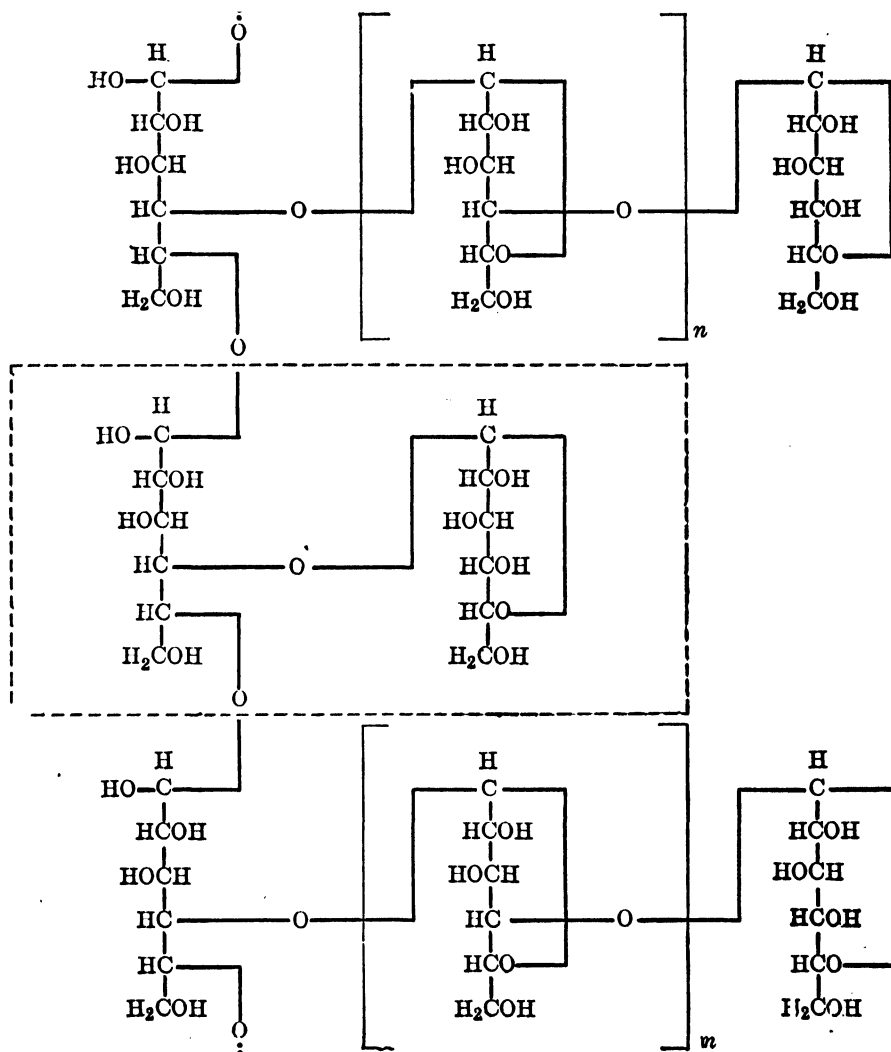 O
H H H
HO C C C
HCOH HCOH HCOH
HOCH HOCH HOCH
HC O HC O HCOH
HC HCO HCO
H₂COH H₂COH H₂COH
n
O
H H
HO C C
HCOH HCOH
HOCH HOCH
HC O HCOH
HC HCO
H₂COH H₂COH
O
H H H
HO C C C
HCOH HCOH HCOH
HOCH HOCH HOCH
HC O HC O HCOH
HC HCO HCO
H₂COH H₂COH H₂COH
O
m